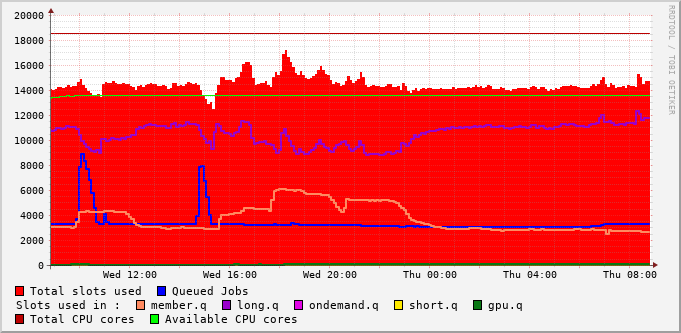 20000
18000
16000
14000
12000
10000
8000
6000
4000
2000
0
Wed 12:00 Wed 16:00 Wed 20:00 Thu 00:00 Thu 04:00 Thu 08:00
Total slots used Queued Jobs
Slots used in : member.q long.q ondemand.q short.q gpu.q
Total CPU cores Available CPU cores
RRDTOOL / TOBI OETIKER